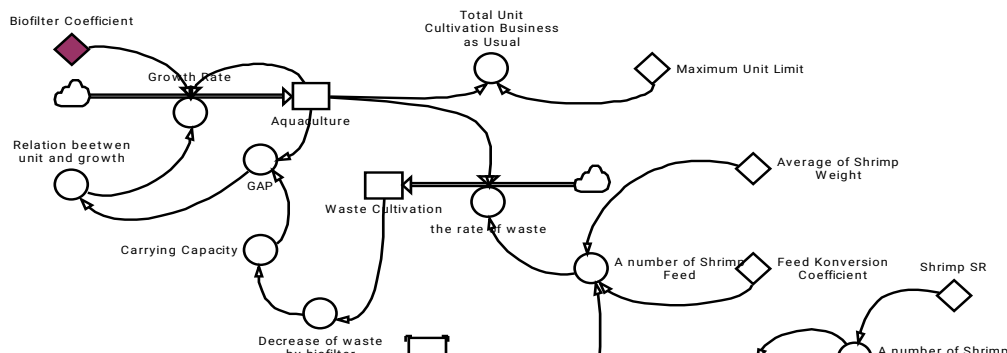 Biofilter Coefficient
Total Unit
Cultivation Business
as Usual
Growth Rate
Maximum Unit Limit
Aquaculture
Relation beetwen
unit and growth
GAP
Average of Shrimp
Weight
Waste Cultivation
the rate of waste
Carrying Capacity
A number of Shrimp
Feed
Feed Konversion
Coefficient
Shrimp SR
Decrease of waste
by biofilter
A number of Shrimp